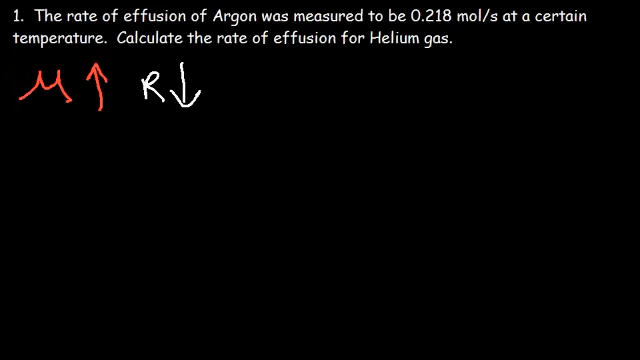 1. The rate of effusion of Argon was measured to be 0.218 mol/s at a certain
temperature. Calculate the rate of effusion for Helium gas.
M ↑ R ↓